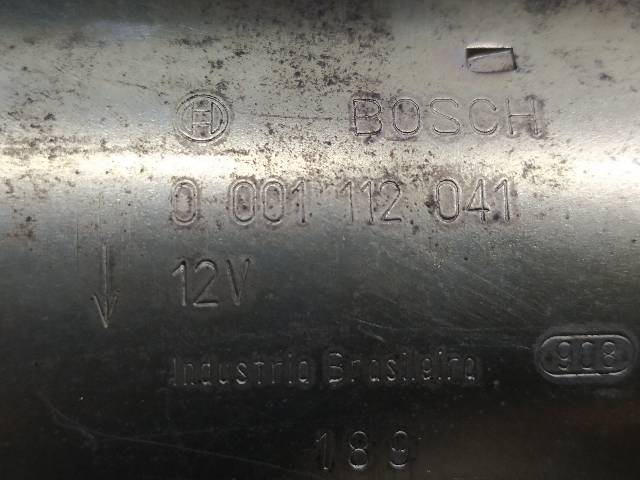 BOSCH
0 001 112 041
12V
Industria Brasileira
908
189